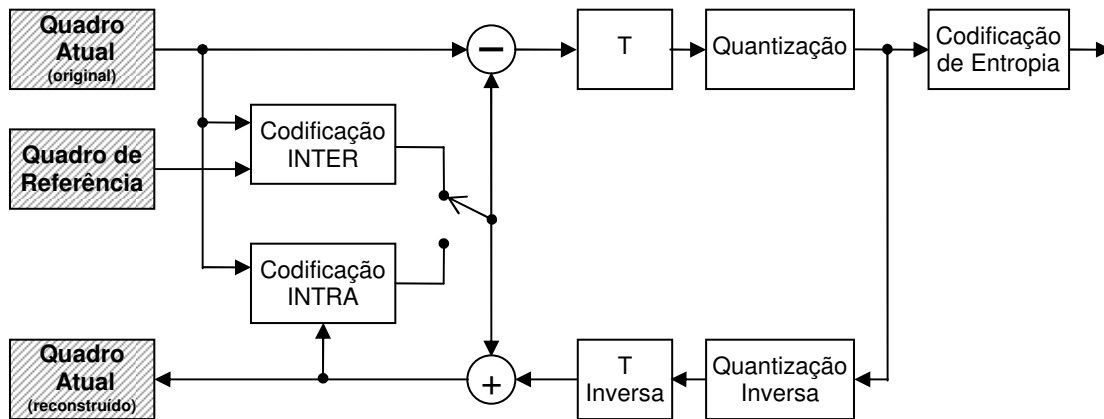 Quadro
Atual
(original)
T
Quantização
Codificação
de Entropia
Codificação
INTER
Quadro de
Referência
Codificação
INTRA
Quadro
Atual
(reconstruído)
+
T
Inversa
Quantização
Inversa